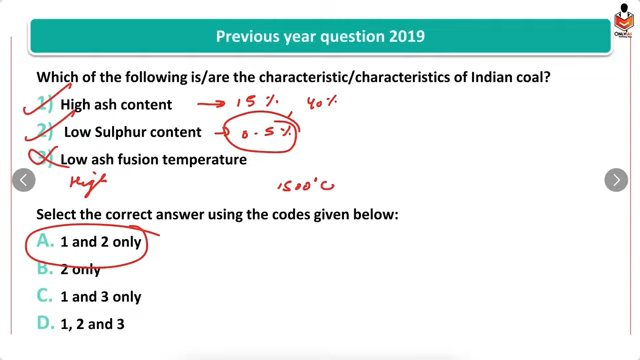 Previous year question 2019
Which of the following is/are the characteristic/characteristics of Indian coal?
1) High ash content → 15 %, 40 %
2) Low Sulphur content → 0.5 %
3) Low ash fusion temperature
High 1500°C
Select the correct answer using the codes given below:
A. 1 and 2 only
B. 2 only
C. 1 and 3 only
D. 1, 2 and 3